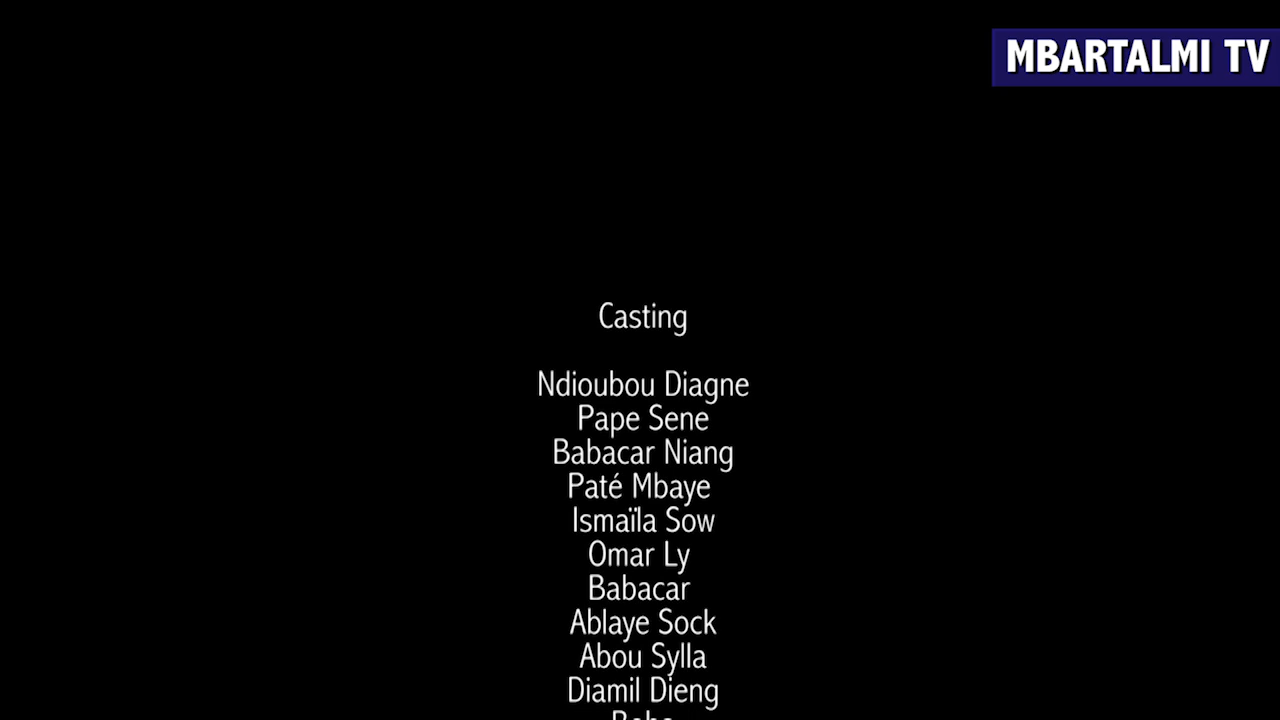 MBARTALMI TV
Casting
Ndioubou Diagne
Pape Sene
Babacar Niang
Paté Mbaye
Ismaïla Sow
Omar Ly
Babacar
Ablaye Sock
Abou Sylla
Diamil Dieng